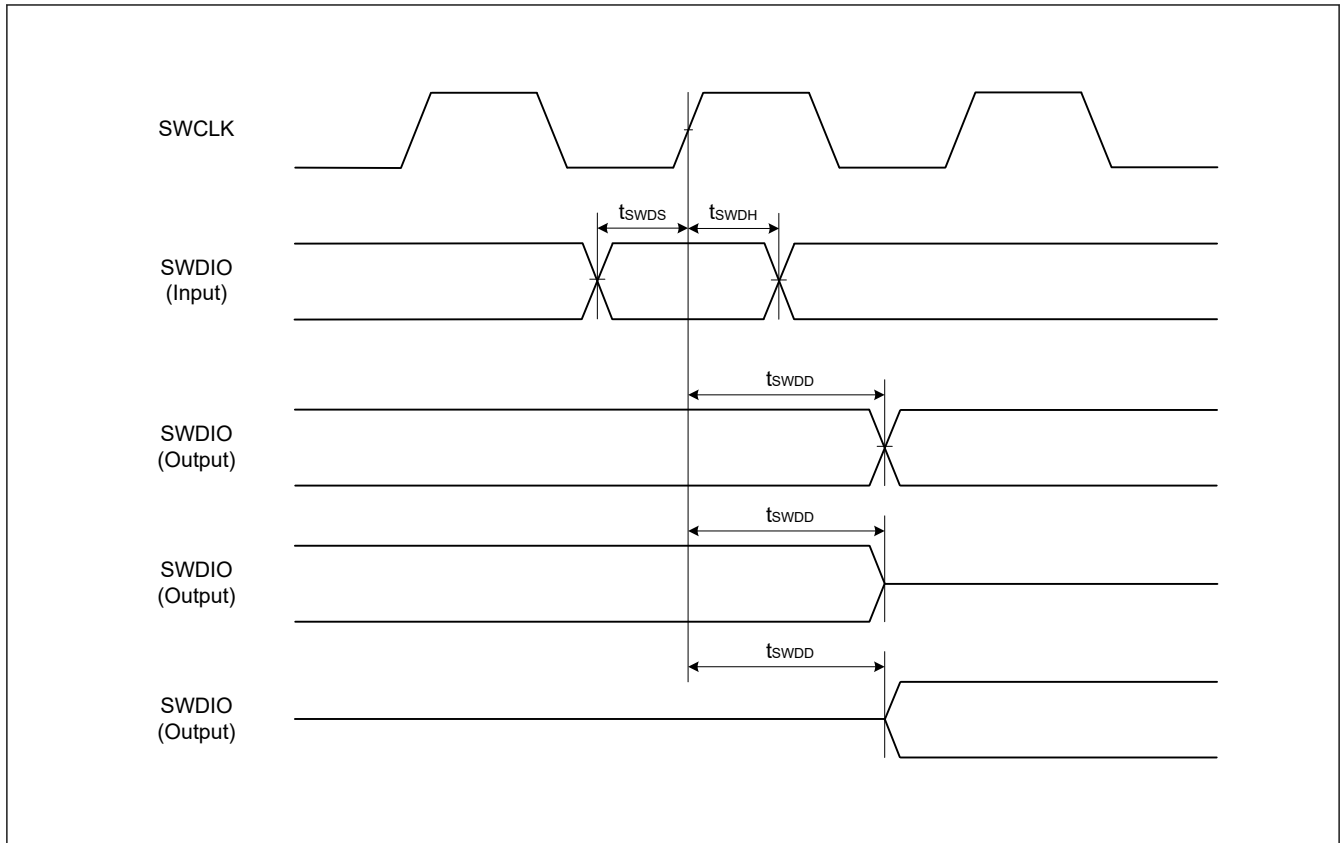 SWCLK
tSWDS
tSWDH
SWDIO
(Input)
tSWDD
SWDIO
(Output)
tSWDD
SWDIO
(Output)
tSWDD
SWDIO
(Output)